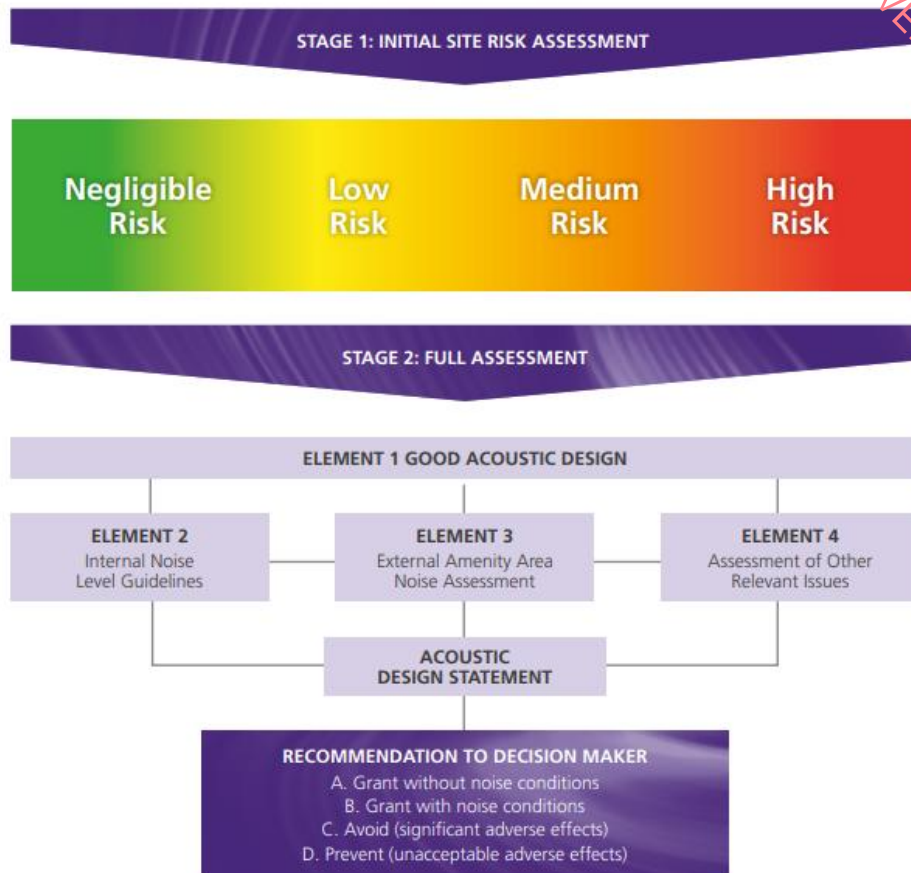 STAGE 1: INITIAL SITE RISK ASSESSMENT
Negligible
Risk
Low
Risk
Medium
Risk
High
Risk
STAGE 2: FULL ASSESSMENT
ELEMENT 1 GOOD ACOUSTIC DESIGN
ELEMENT 2
Internal Noise
Level Guidelines
ELEMENT 3
External Amenity Area
Noise Assessment
ELEMENT 4
Assessment of Other
Relevant Issues
ACOUSTIC
DESIGN STATEMENT
RECOMMENDATION TO DECISION MAKER
A. Grant without noise conditions
B. Grant with noise conditions
C. Avoid (significant adverse effects)
D. Prevent (unacceptable adverse effects)